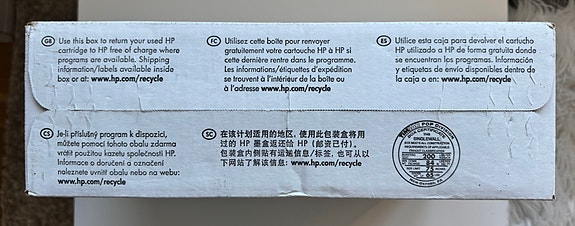 GB Use this box to return your used HP
cartridge to HP free of charge where
programs are available. Shipping
information/labels available inside
box or at: www.hp.com/recycle
FC Utilisez cette boîte pour renvoyer
gratuitement votre cartouche HP à HP si
cette dernière rentre dans le programme.
Les informations/étiquettes d'expédition
se trouvent à l'intérieur de la boîte ou
à l'adresse www.hp.com/recycle
ES Utilice esta caja para devolver el cartucho
HP utilizado a HP de forma gratuita donde
se encuentran los programas. Información
y etiquetas de envío disponibles dentro de
la caja o en: www.hp.com/recycle
CS Je-li příslušný program k dispozici,
můžete pomocí tohoto obalu zdarma
vrátit použitou kazetu společnosti HP.
Informace o doručení a označení
naleznete uvnitř obalu nebo na webu:
www.hp.com/recycle
SC 在该计划适用的地区，使用此包装盒将用
过的 HP 墨盒返还给 HP (邮资已付)。
包装盒内侧贴有运送信息/标签，也可从以
下网站了解该信息: www.hp.com/recycle
SINGLEWALL
200